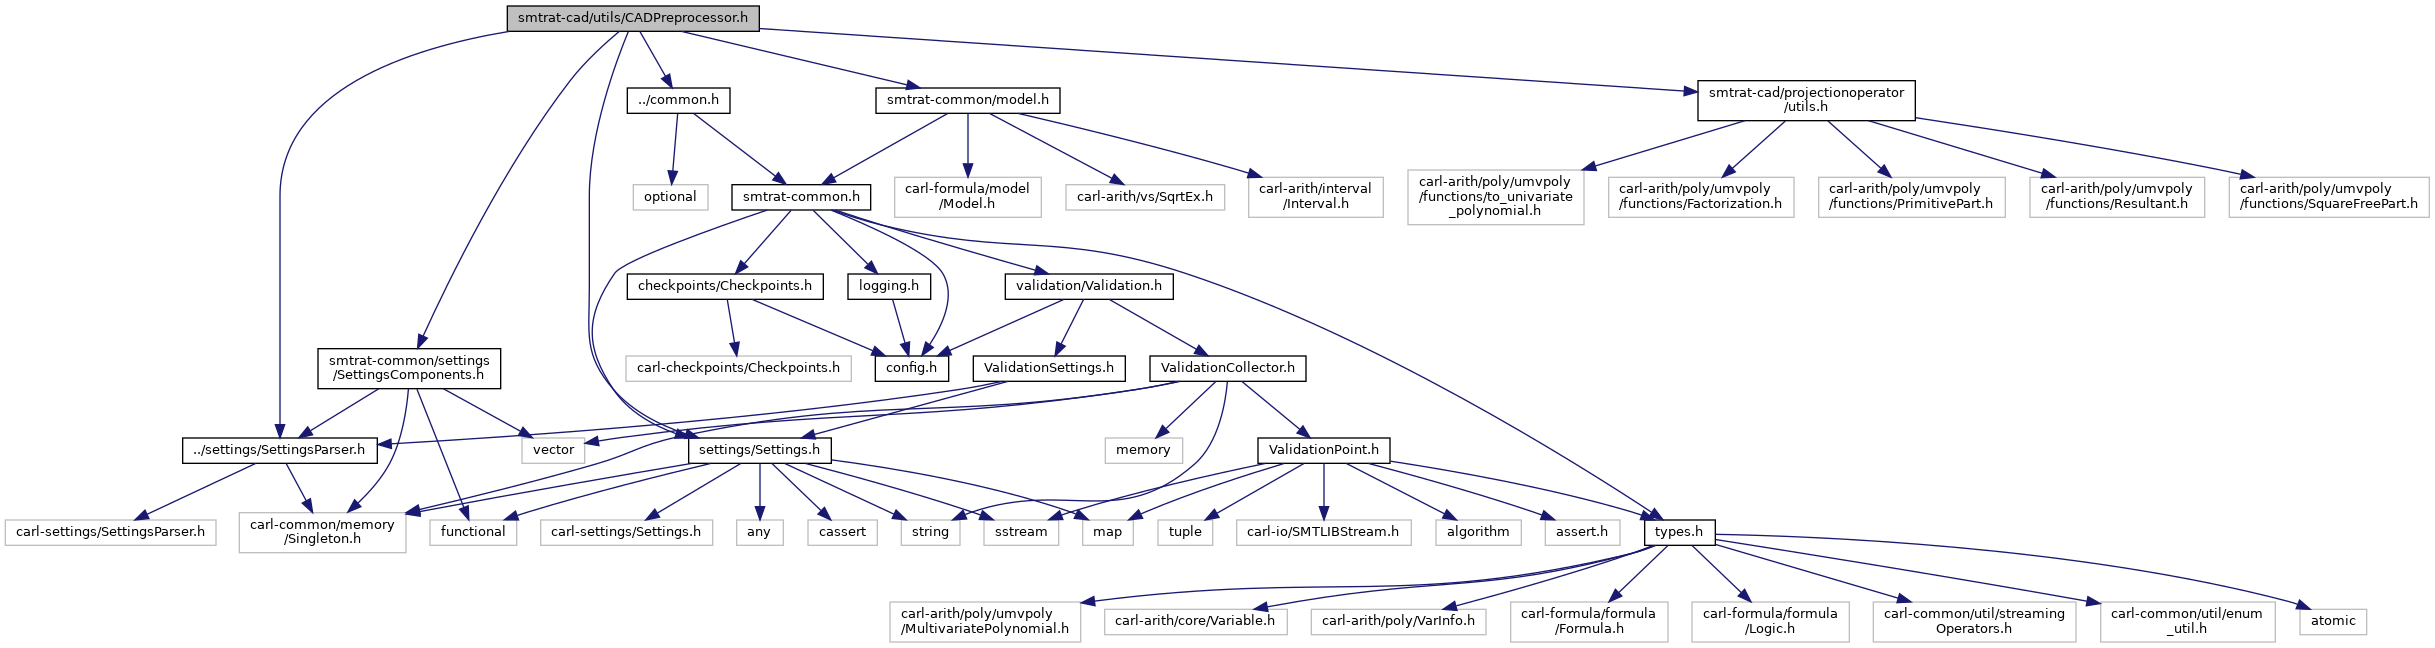 smtrat-cad/utils/CADPreprocessor.h
../common.h
smtrat-common/model.h
smtrat-cad/projectionoperator
/utils.h
optional
smtrat-common.h
carl-formula/model
/Model.h
carl-arith/vs/SqrtEx.h
carl-arith/interval
/Interval.h
carl-arith/poly/umvpoly
/functions/to_univariate
_polynomial.h
carl-arith/poly/umvpoly
/functions/Factorization.h
carl-arith/poly/umvpoly
/functions/PrimitivePart.h
carl-arith/poly/umvpoly
/functions/Resultant.h
carl-arith/poly/umvpoly
/functions/SquareFreePart.h
checkpoints/Checkpoints.h
logging.h
validation/Validation.h
smtrat-common/settings
/SettingsComponents.h
carl-checkpoints/Checkpoints.h
config.h
ValidationSettings.h
ValidationCollector.h
../settings/SettingsParser.h
vector
settings/Settings.h
memory
ValidationPoint.h
carl-settings/SettingsParser.h
carl-common/memory
/Singleton.h
functional
carl-settings/Settings.h
any
cassert
string
sstream
map
tuple
carl-io/SMTLIBStream.h
algorithm
assert.h
types.h
carl-arith/poly/umvpoly
/MultivariatePolynomial.h
carl-arith/core/Variable.h
carl-arith/poly/VarInfo.h
carl-formula/formula
/Formula.h
carl-formula/formula
/Logic.h
carl-common/util/streaming
Operators.h
carl-common/util/enum
_util.h
atomic